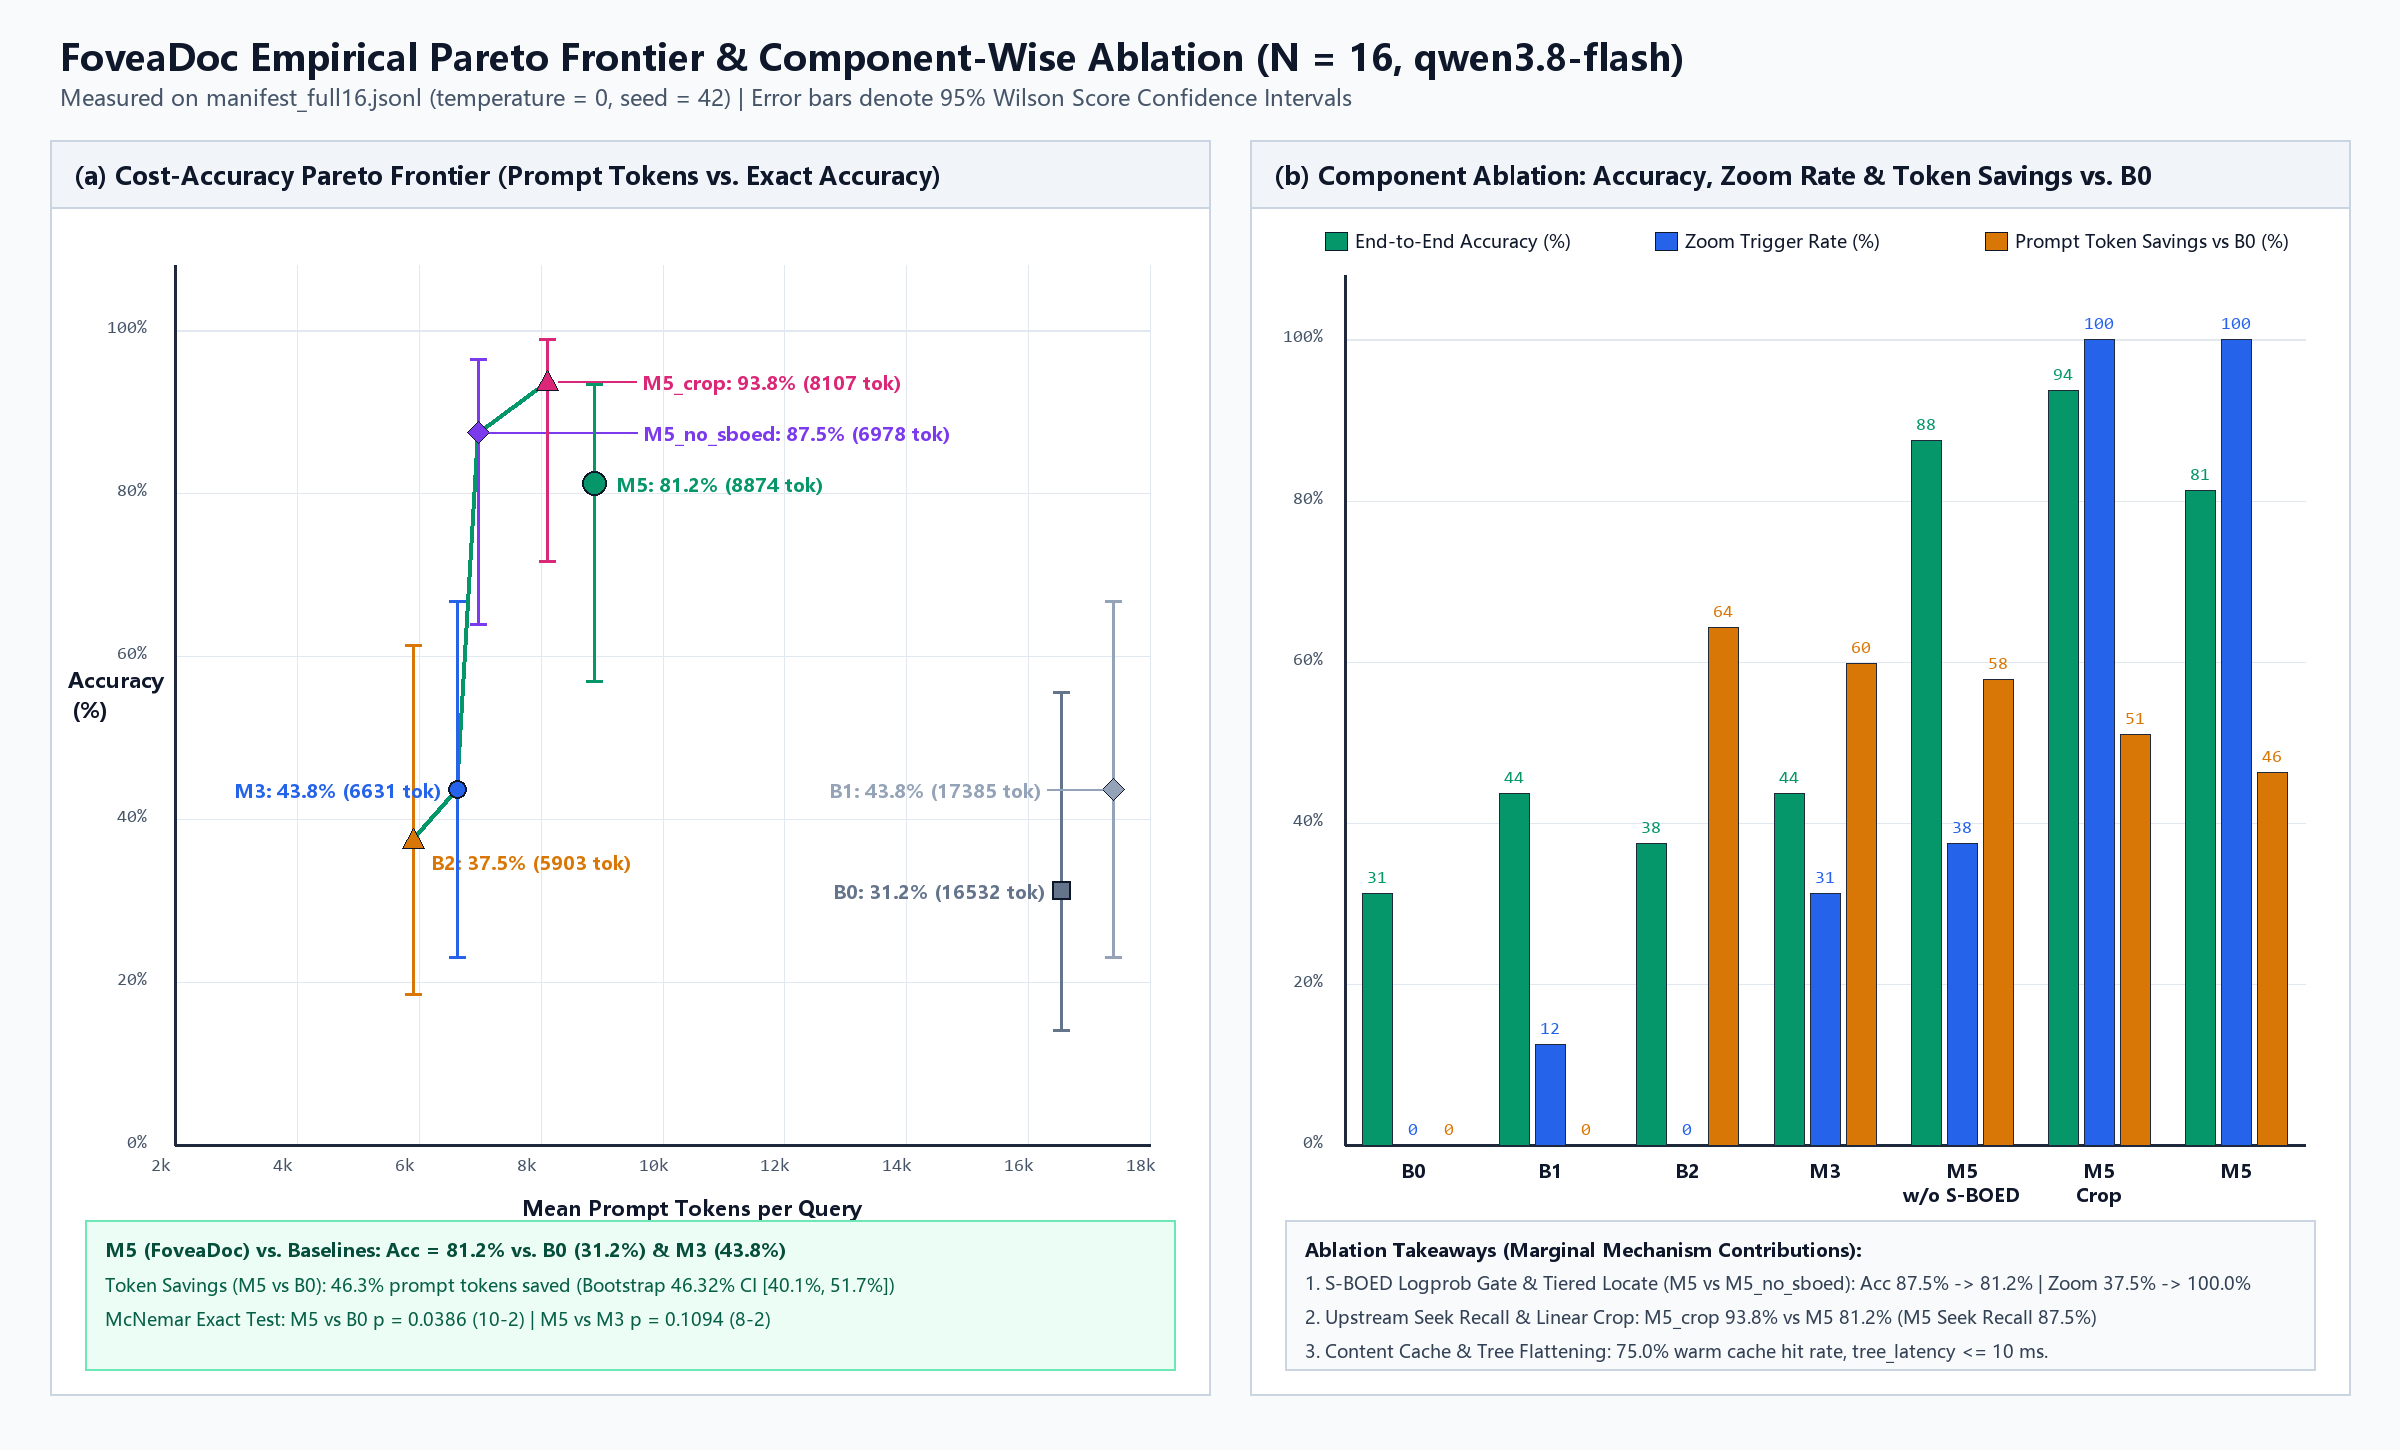 FoveaDoc Empirical Pareto Frontier & Component-Wise Ablation (N = 16, qwen3.8-flash)
Measured on manifest_full16.jsonl (temperature = 0, seed = 42) | Error bars denote 95% Wilson Score Confidence Intervals
(a) Cost-Accuracy Pareto Frontier (Prompt Tokens vs. Exact Accuracy)
100%
80%
60%
40%
20%
0%
Accuracy
(%)
M5_crop: 93.8% (8107 tok)
M5_no_sboed: 87.5% (6978 tok)
M5: 81.2% (8874 tok)
M3: 43.8% (6631 tok)
B1: 43.8% (17385 tok)
B2: 37.5% (5903 tok)
B0: 31.2% (16532 tok)
2k 4k 6k 8k 10k 12k 14k 16k 18k
Mean Prompt Tokens per Query
M5 (FoveaDoc) vs. Baselines: Acc = 81.2% vs. B0 (31.2%) & M3 (43.8%)
Token Savings (M5 vs B0): 46.3% prompt tokens saved (Bootstrap 46.32% CI [40.1%, 51.7%])
McNemar Exact Test: M5 vs B0 p = 0.0386 (10-2) | M5 vs M3 p = 0.1094 (8-2)
(b) Component Ablation: Accuracy, Zoom Rate & Token Savings vs. B0
End-to-End Accuracy (%) Zoom Trigger Rate (%) Prompt Token Savings vs B0 (%)
100%
80%
60%
40%
20%
0%
31 0 0
44 12 0
38 0 64
44 31 60
88 38 58
94 100 51
81 100 46
B0 B1 B2 M3 M5 M5 M5
w/o S-BOED Crop
Ablation Takeaways (Marginal Mechanism Contributions):
1. S-BOED Logprob Gate & Tiered Locate (M5 vs M5_no_sboed): Acc 87.5% -> 81.2% | Zoom 37.5% -> 100.0%
2. Upstream Seek Recall & Linear Crop: M5_crop 93.8% vs M5 81.2% (M5 Seek Recall 87.5%)
3. Content Cache & Tree Flattening: 75.0% warm cache hit rate, tree_latency <= 10 ms.